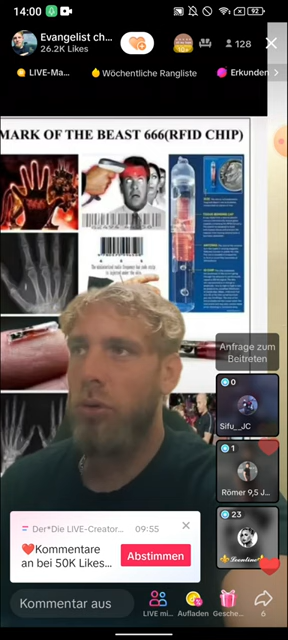 14:00
92
Evangelist ch...
26.2K Likes
128
LIVE-Ma...
Wöchentliche Rangliste
Erkunden
MARK OF THE BEAST 666(RFID CHIP)
Anfrage zum
Beitreten
0
Sifu__JC
1
Römer 9,5 J...
23
Der*Die LIVE-Creator...
09:55
Kommentare
an bei 50K Likes...
Abstimmen
Kommentar aus
LIVE mi...
Aufladen
Gesche...
6